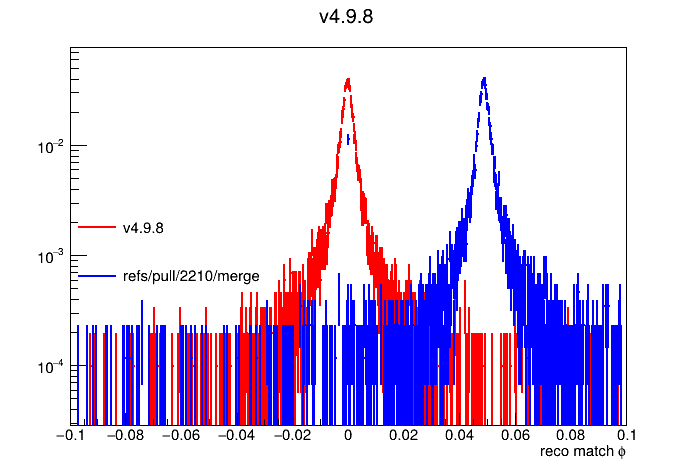 v4.9.8
10⁻²
10⁻³
10⁻⁴
v4.9.8
refs/pull/2210/merge
−0.1 −0.08 −0.06 −0.04 −0.02 0 0.02 0.04 0.06 0.08 0.1
reco match ϕ